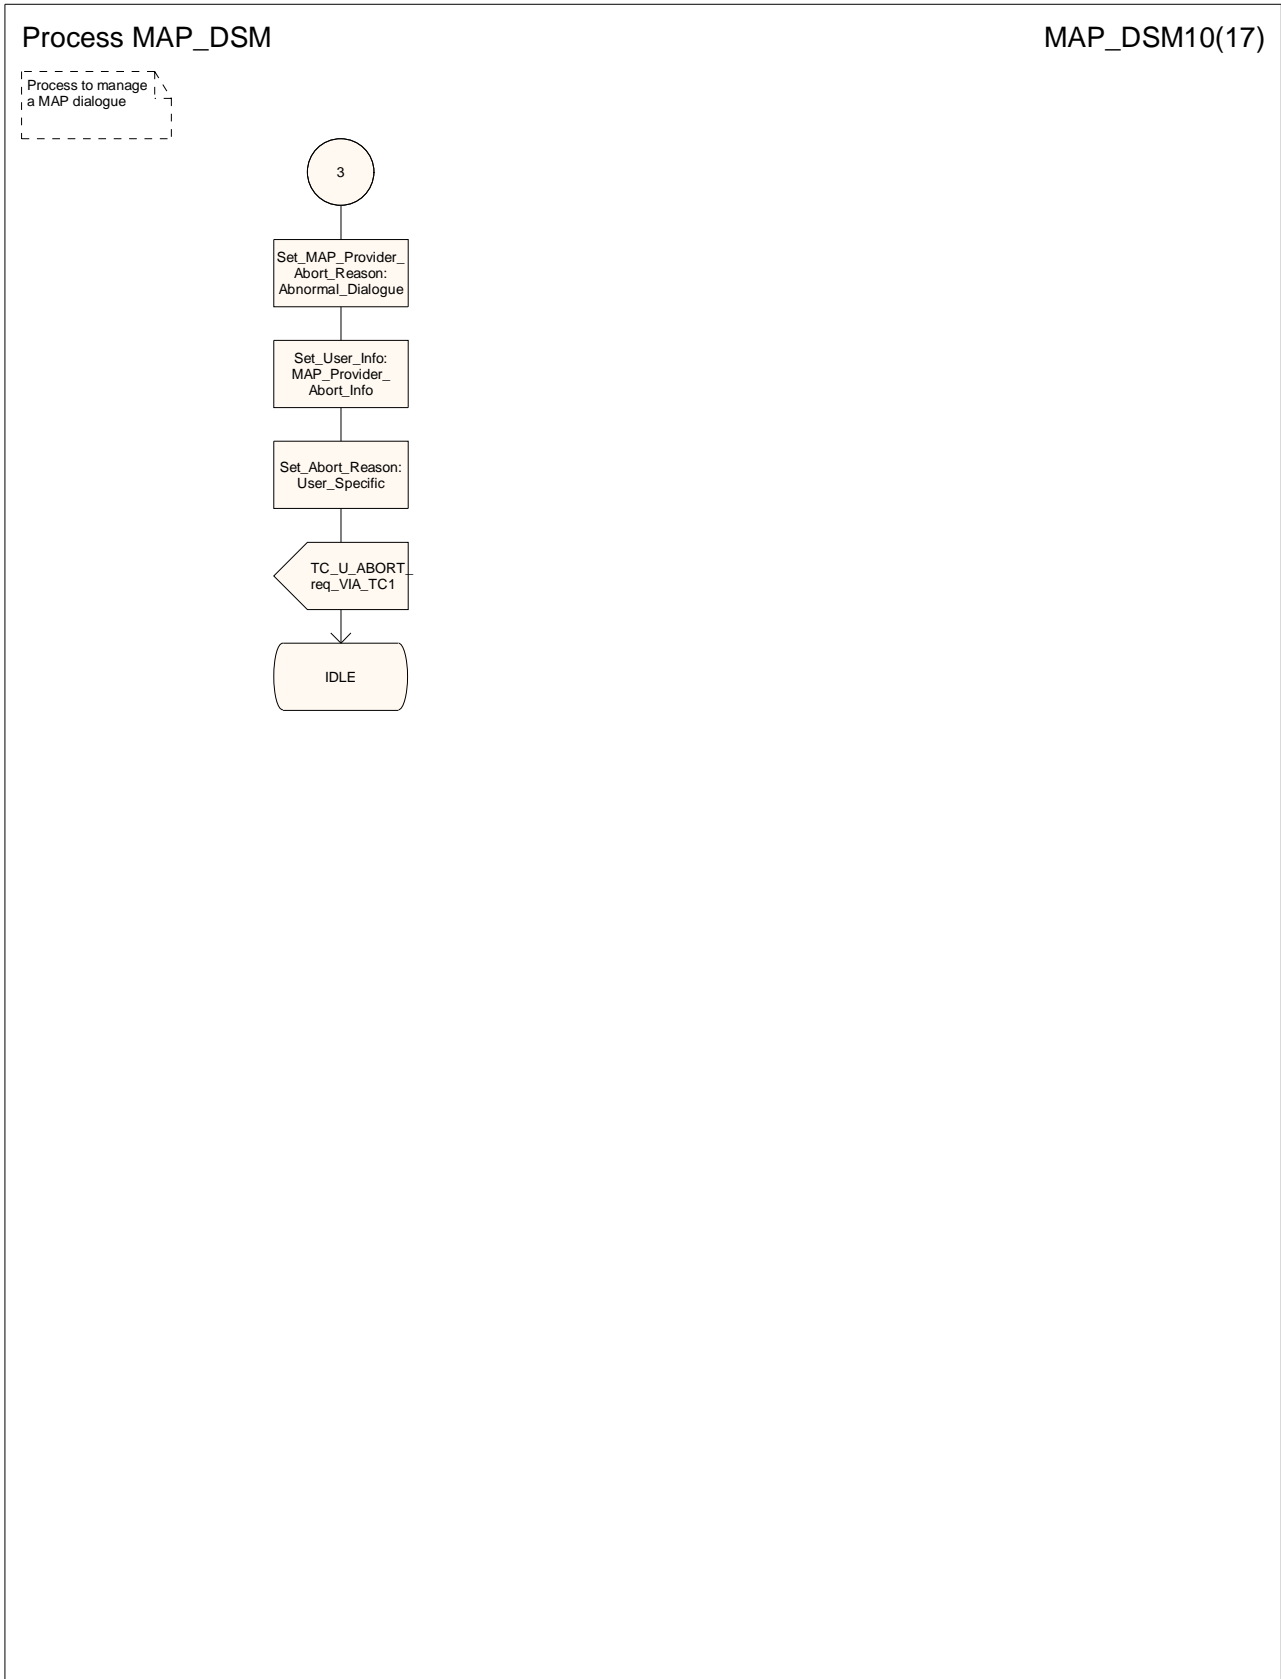 Process MAP_DSM
MAP_DSM10(17)
Process to manage
a MAP dialogue
3
Set_MAP_Provider_
Abort_Reason:
Abnormal_Dialogue
Set_User_Info:
MAP_Provider_
Abort_Info
Set_Abort_Reason:
User_Specific
TC_U_ABORT_
req_VIA_TC1
IDLE